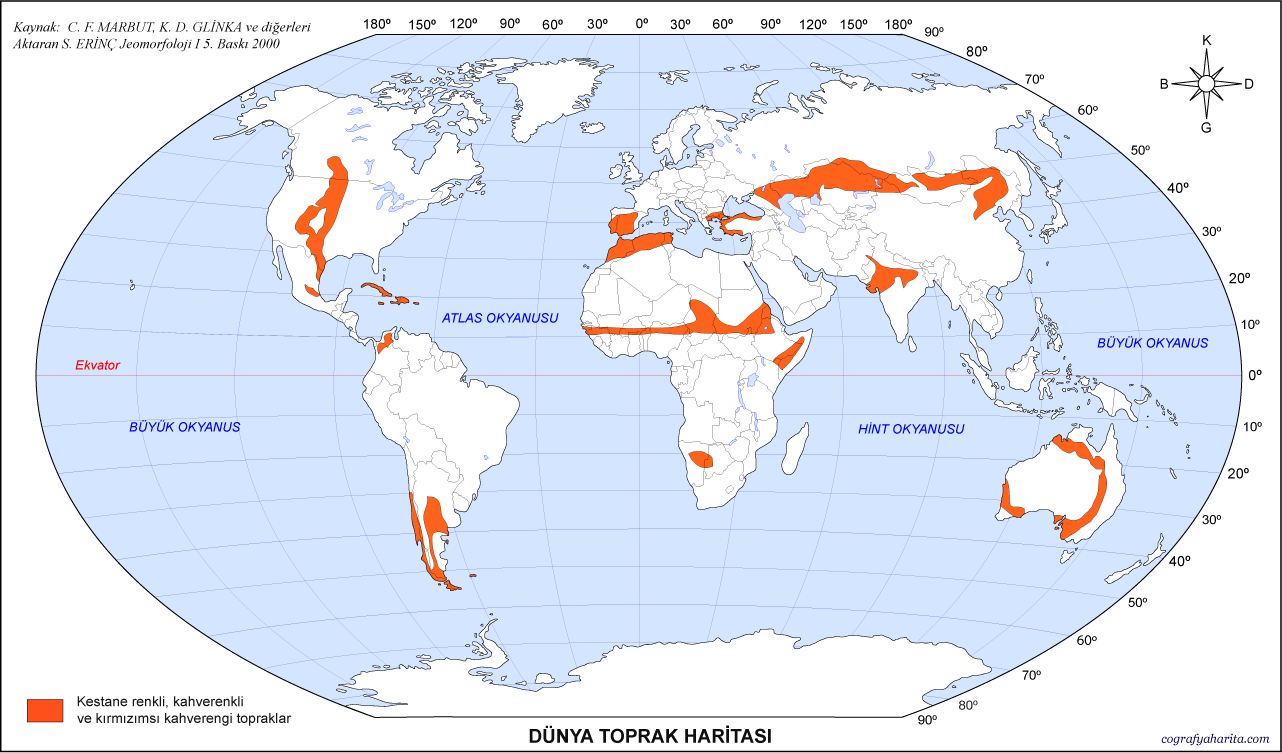 Kaynak: C. F. MARBUT, K. D. GLİNKA ve diğerleri
Aktaran S. ERİNÇ Jeomorfoloji I 5. Baskı 2000
180º 150º 120º 90º 60º 30º 0º 30º 60º 90º 120º 150º 180º
90º
80º
70º
60º
50º
40º
30º
20º
10º
0º
10º
20º
30º
40º
50º
60º
70º
80º
90º
K
B D
G
ATLAS OKYANUSU
BÜYÜK OKYANUS
Ekvator
BÜYÜK OKYANUS
HİNT OKYANUSU
Kestane renkli, kahverenkli
ve kırmızımsı kahverengi topraklar
DÜNYA TOPRAK HARİTASI
cografyaharita.com